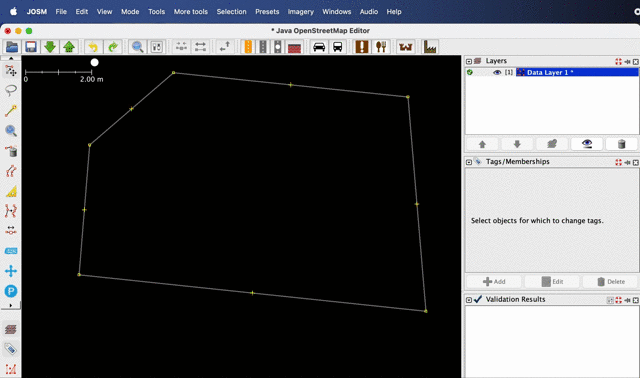 JOSM File Edit View Mode Tools More tools Selection Presets Imagery Windows Audio Help
* Java OpenStreetMap Editor
Layers
0 2.00 m
[1] Data Layer 1 *
Tags/Memberships
Select objects for which to change tags.
Add Edit Delete
Validation Results